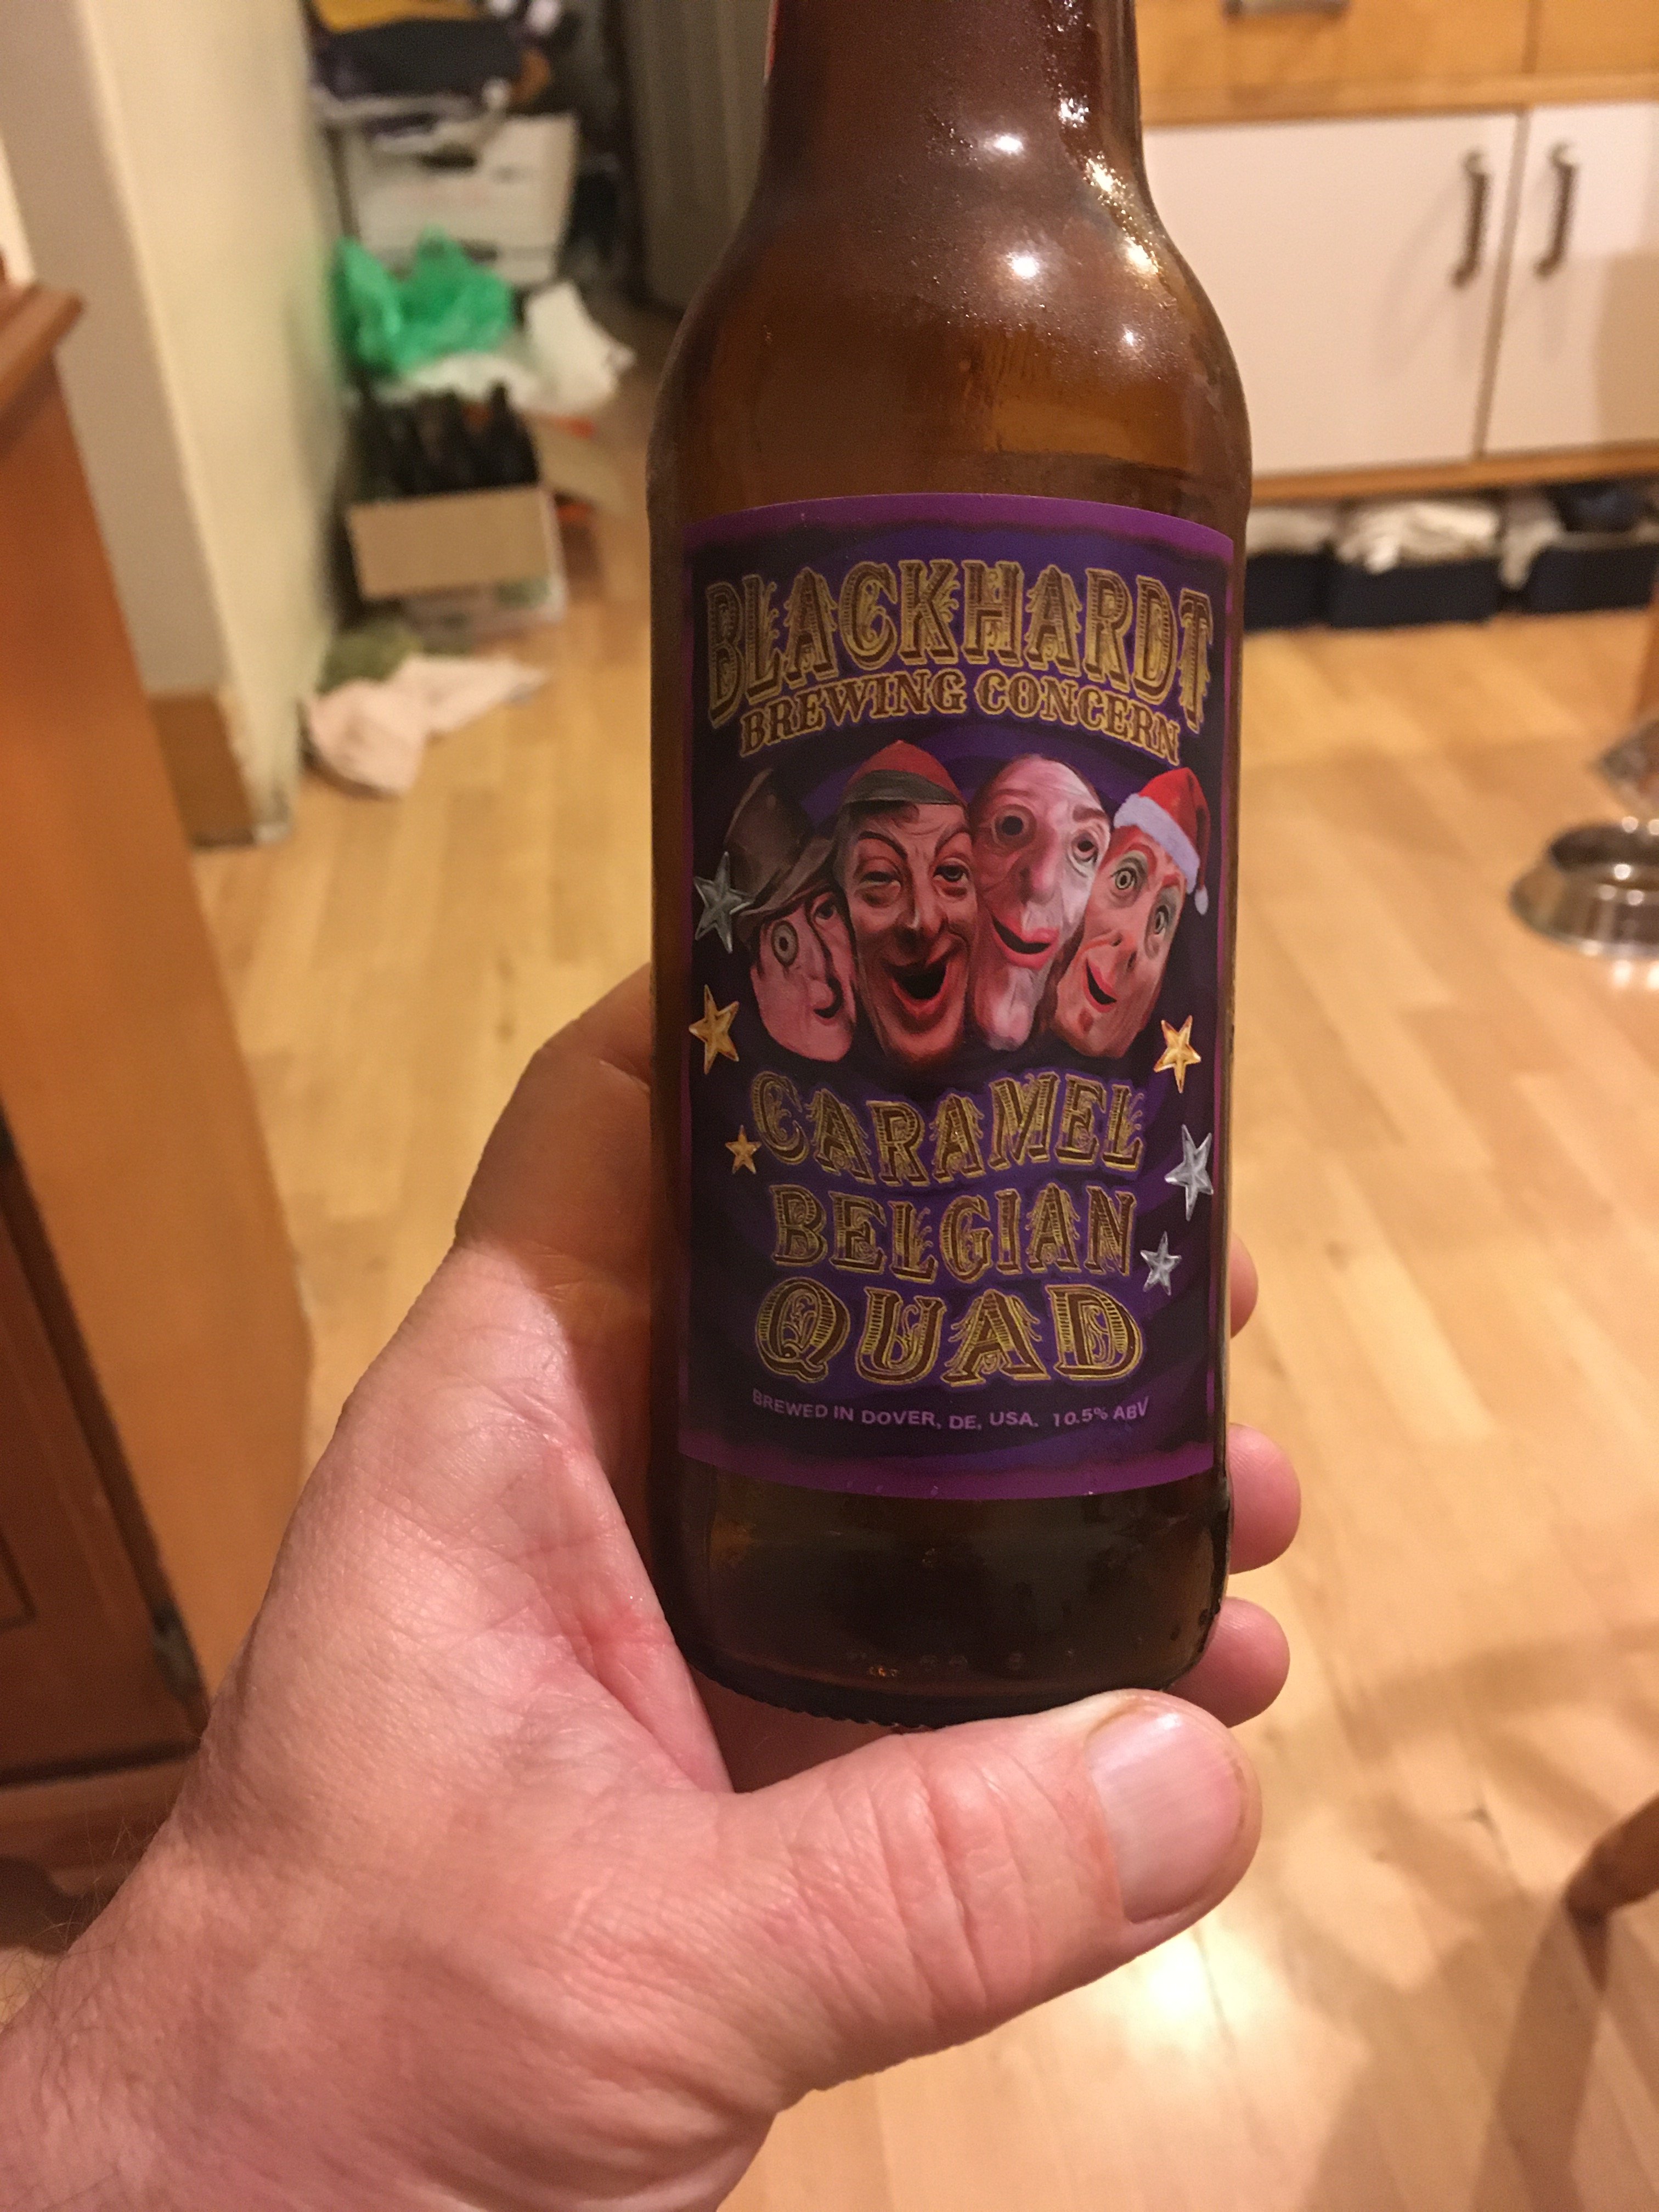 BLACKHARDT
BREWING CONCERN
CARAMEL
BELGIAN
QUAD
BREWED IN DOVER, DE, USA. 10.5% ABV